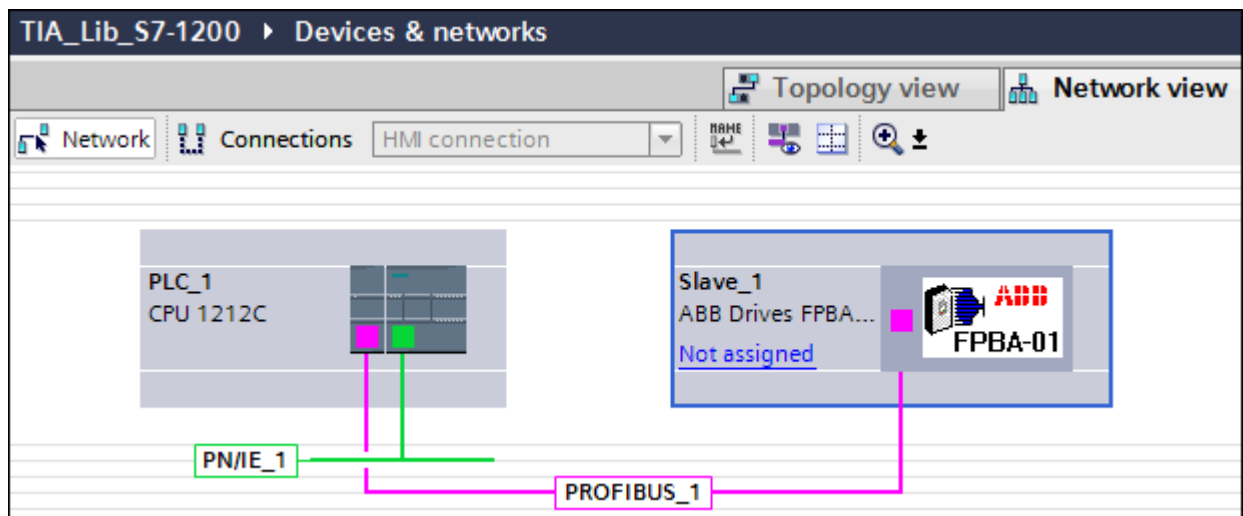 TIA_Lib_S7-1200 ▸ Devices & networks
Topology view Network view
Network Connections HMI connection NAME
PLC_1
CPU 1212C
Slave_1
ABB Drives FPBA...
Not assigned
ABB
FPBA-01
PN/IE_1
PROFIBUS_1